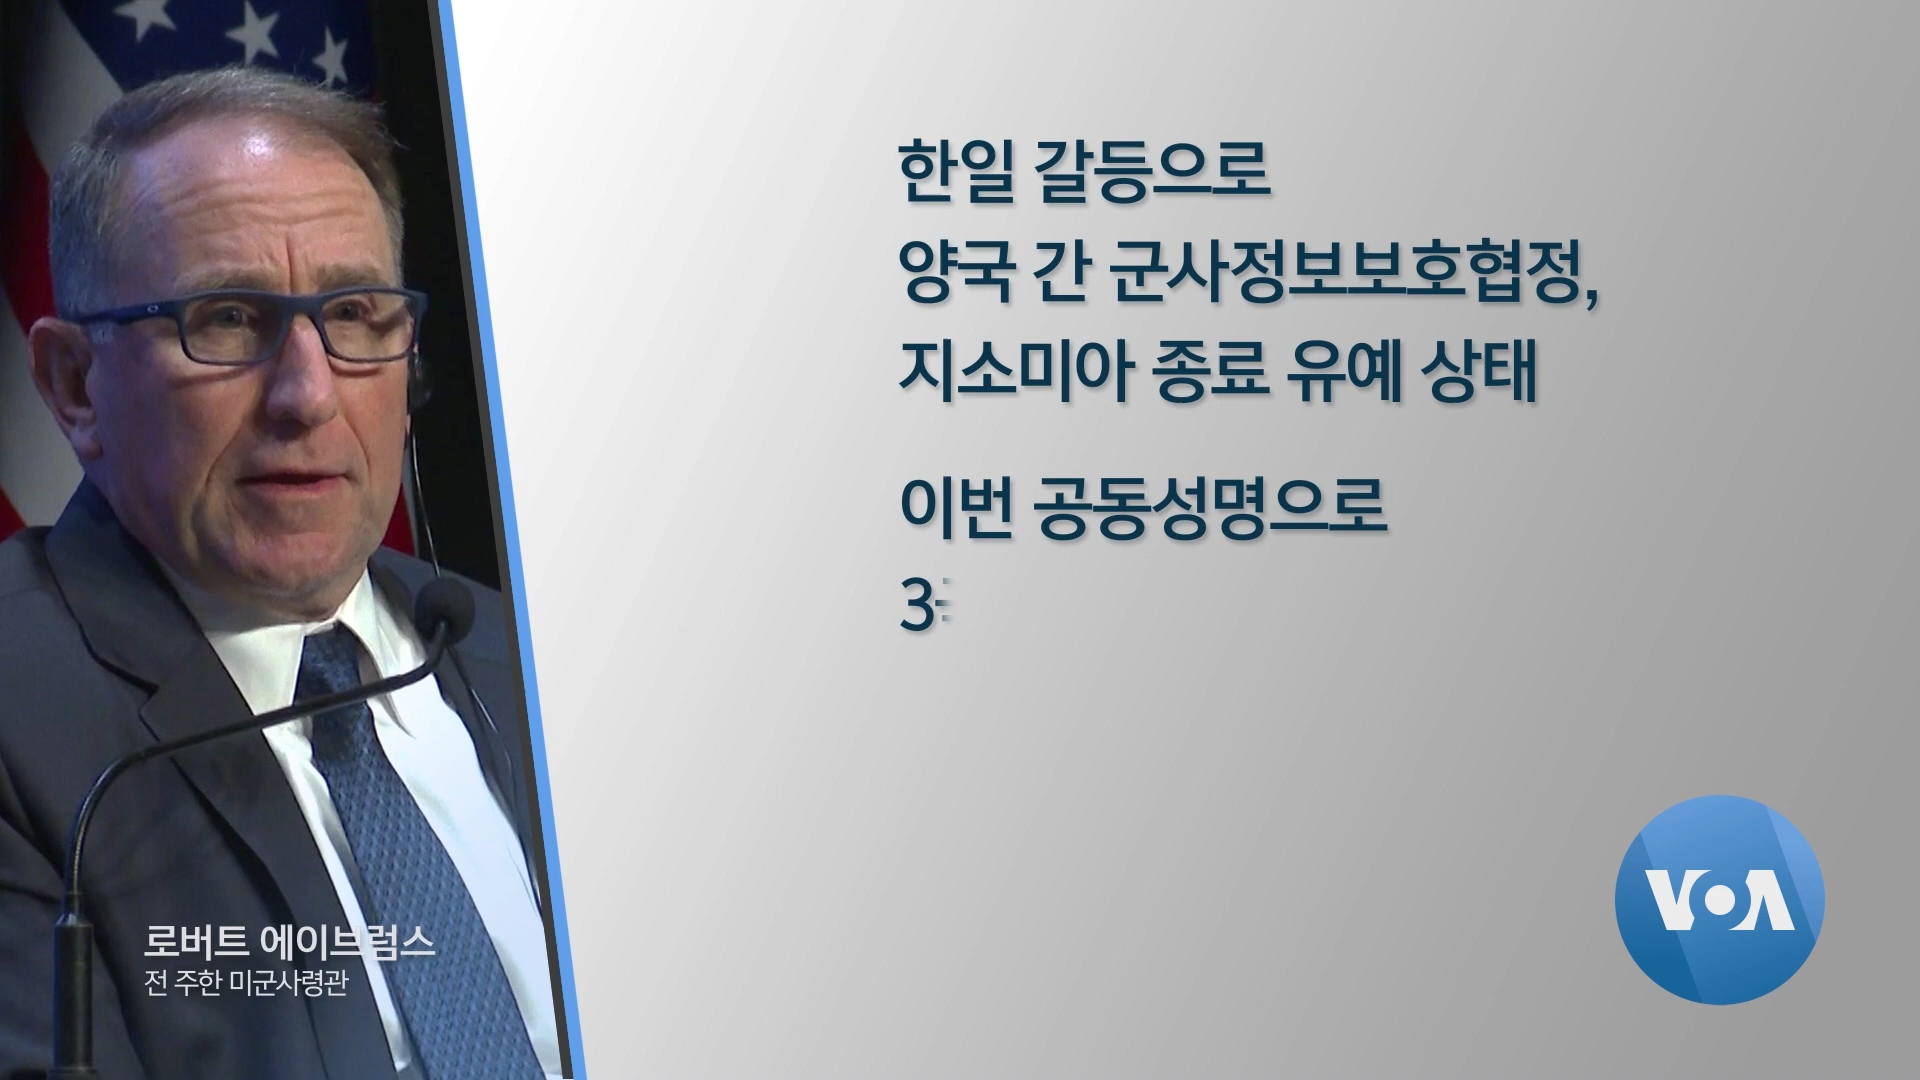 한일 갈등으로
양국 간 군사정보보호협정,
지소미아 종료 유예 상태
이번 공동성명으로
3
로버트 에이브럼스
전 주한 미군사령관
VOA